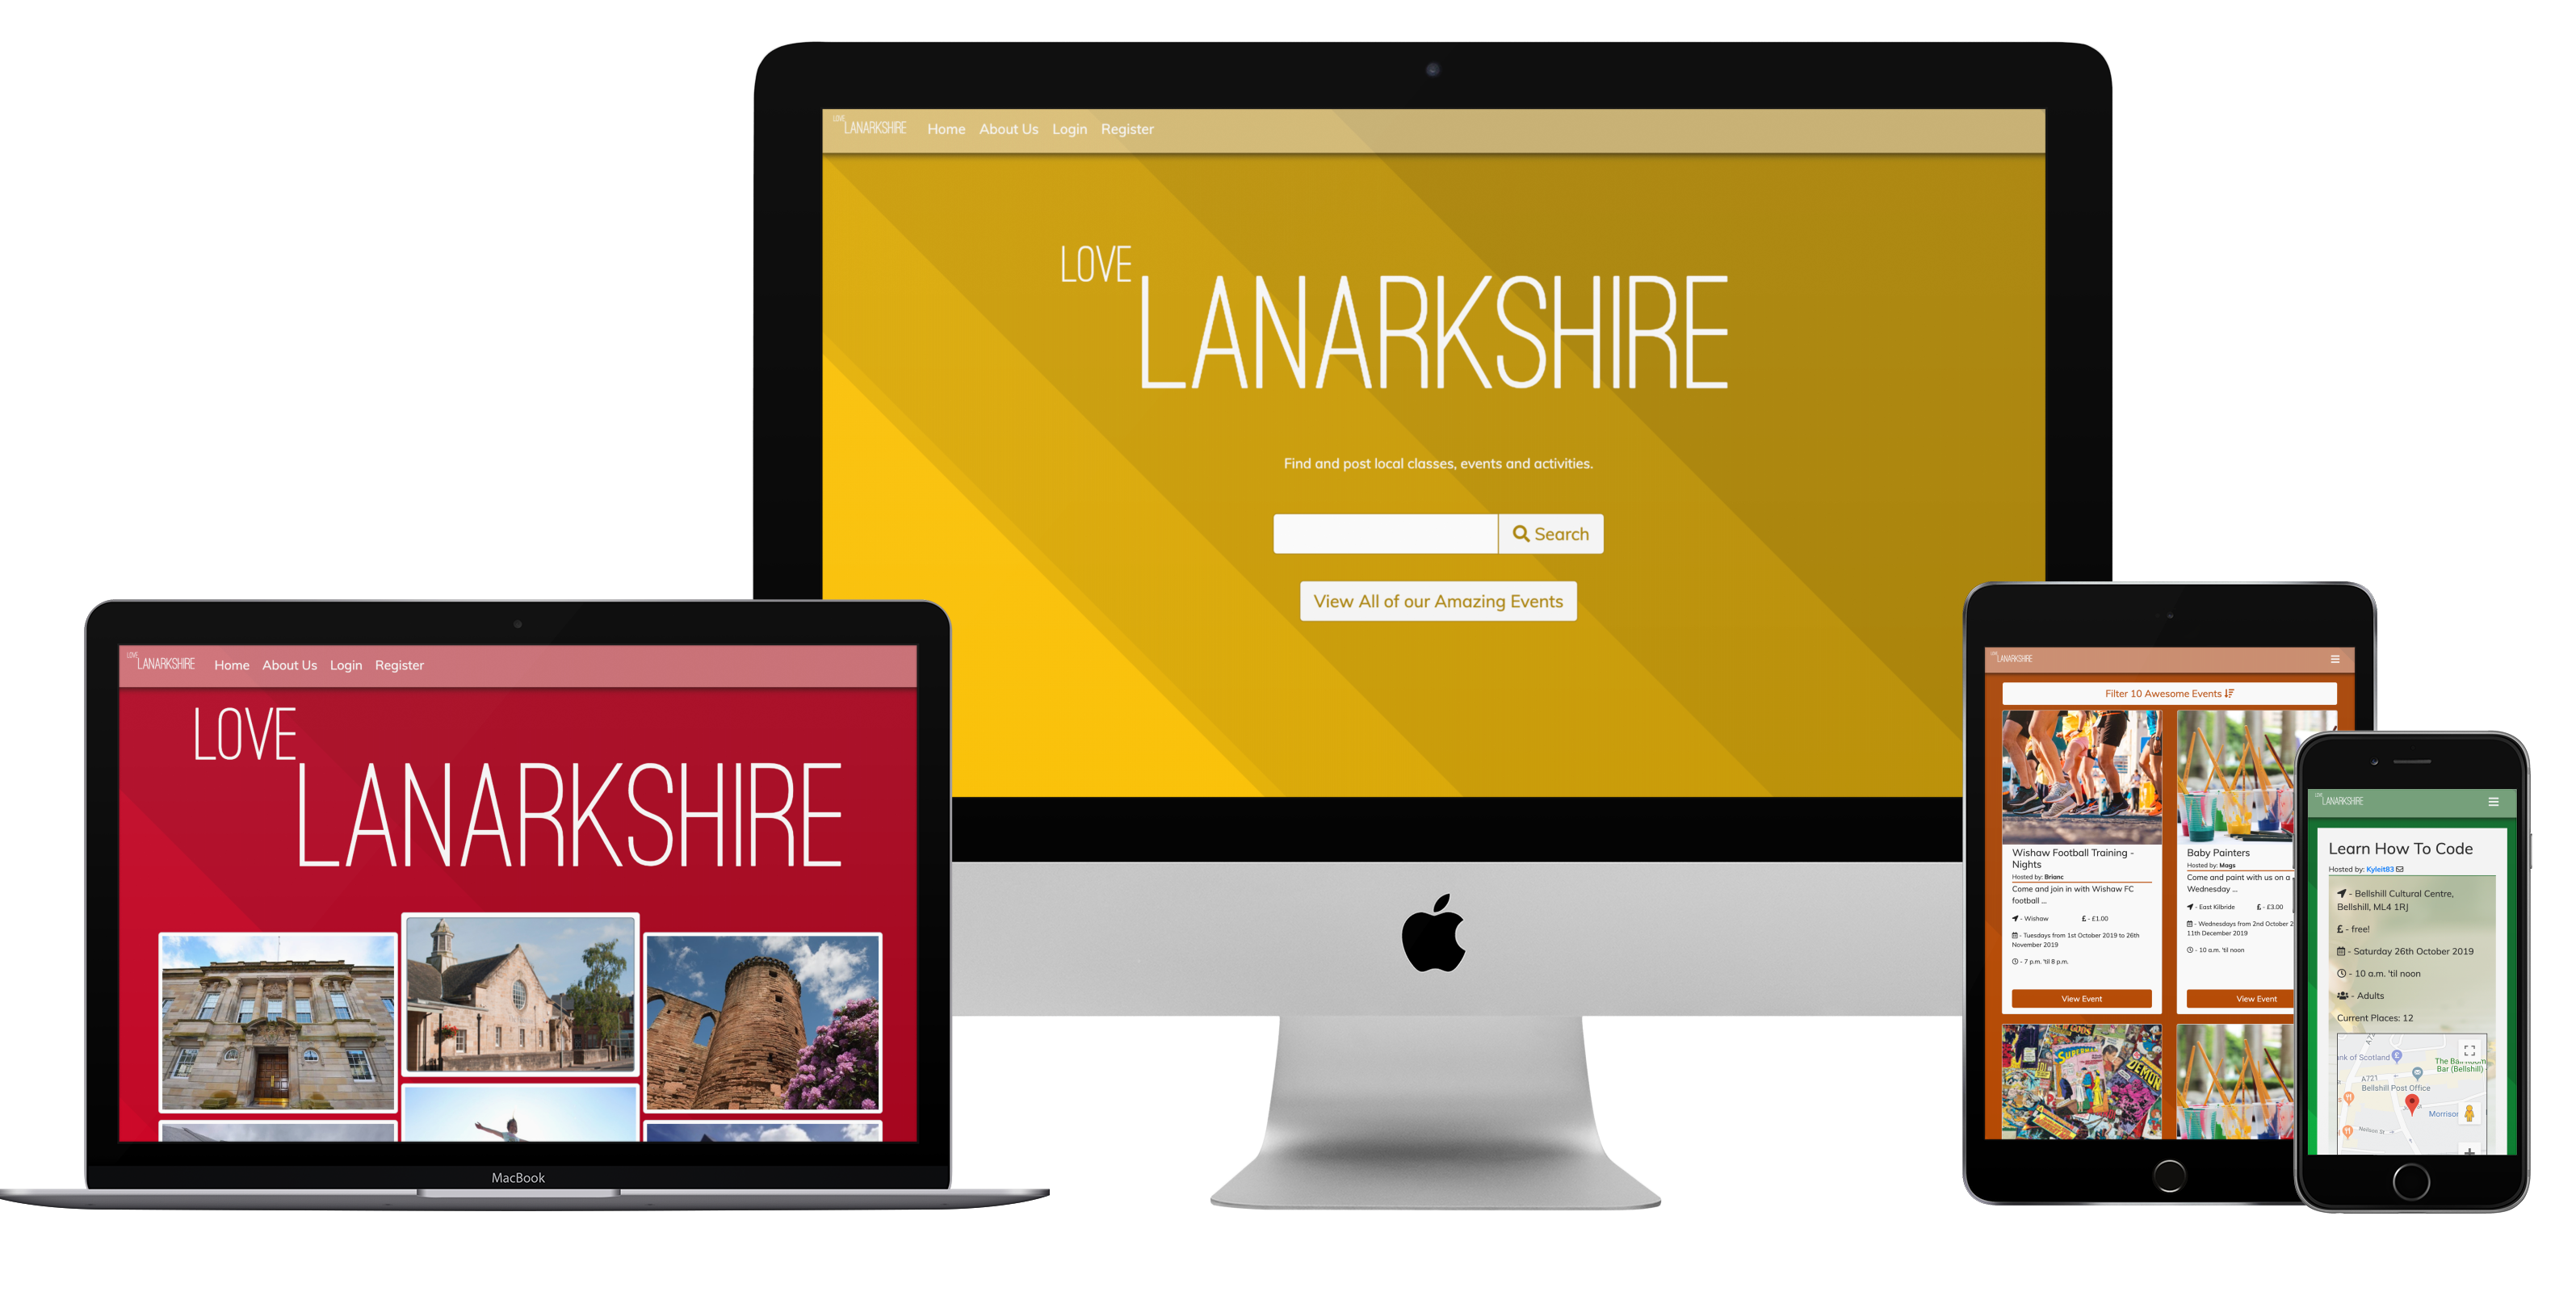 LOVE
LANARKSHIRE Home About Us Login Register
LOVE
LANARKSHIRE
Find and post local classes, events and activities.
Search
View All of our Amazing Events
LOVE
LANARKSHIRE Home About Us Login Register
LOVE
LANARKSHIRE
MacBook
LOVE
LANARKSHIRE
Filter 10 Awesome Events
Wishaw Football Training -
Nights
Hosted by: Brianc
Come and join in with Wishaw FC
football ...
- Wishaw £ - £1.00
- Tuesdays from 1st October 2019 to 26th
November 2019
- 7 p.m. 'til 8 p.m.
View Event
Baby Painters
Hosted by: Mags
Come and paint with us on a
Wednesday ...
- East Kilbride £ - £3.00
- Wednesdays from 2nd October 2
11th December 2019
- 10 a.m. 'til noon
View Event
SUPERMAN
DEMON
LOVE
LANARKSHIRE
Learn How To Code
Hosted by: Kyleit83
- Bellshill Cultural Centre,
Bellshill, ML4 1RJ
£ - free!
- Saturday 26th October 2019
- 10 a.m. 'til noon
- Adults
Current Places: 12
nk of Scotland
The Ballroom
Bar (Bellshill)
A721
Bellshill Post Office
Morrisor
Nelson St